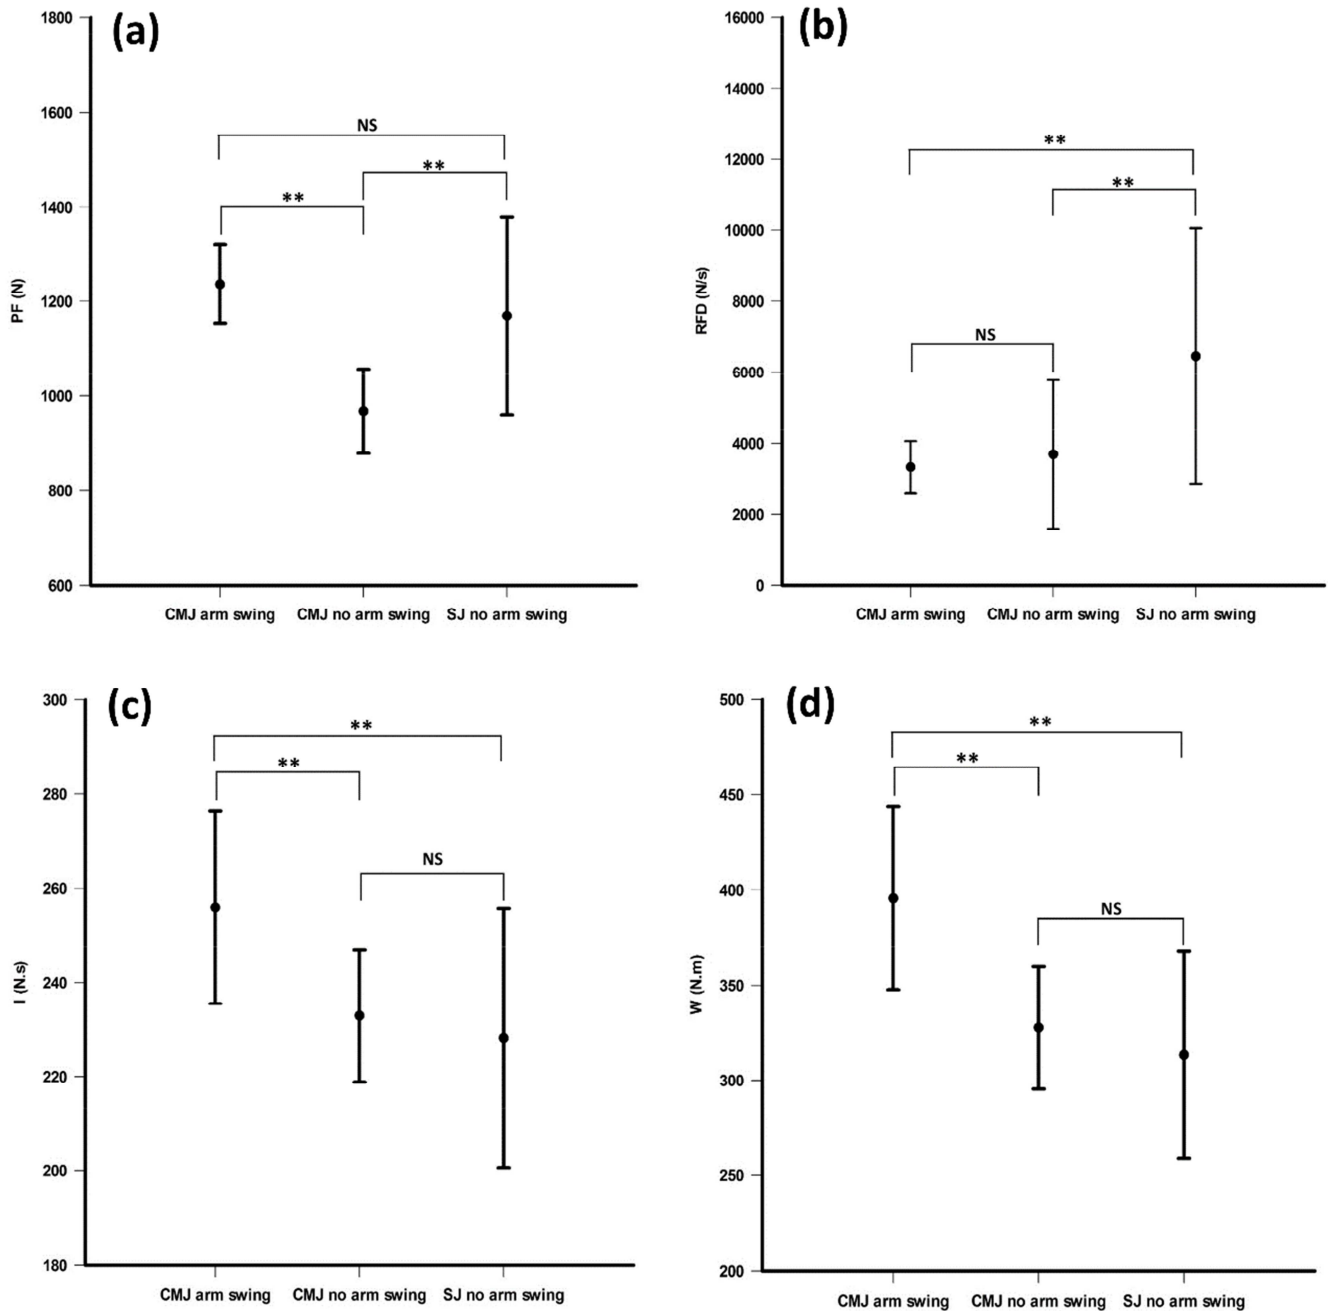 (a)
1800
1600
1400
1200
1000
800
600
PF (N)
NS
**
**
CMJ arm swing CMJ no arm swing SJ no arm swing
(b)
16000
14000
12000
10000
8000
6000
4000
2000
0
RFD (N/s)
**
**
NS
CMJ arm swing CMJ no arm swing SJ no arm swing
(c)
300
280
260
240
220
200
180
I (N.s)
**
**
NS
CMJ arm swing CMJ no arm swing SJ no arm swing
(d)
500
450
400
350
300
250
200
W (N.m)
**
**
NS
CMJ arm swing CMJ no arm swing SJ no arm swing